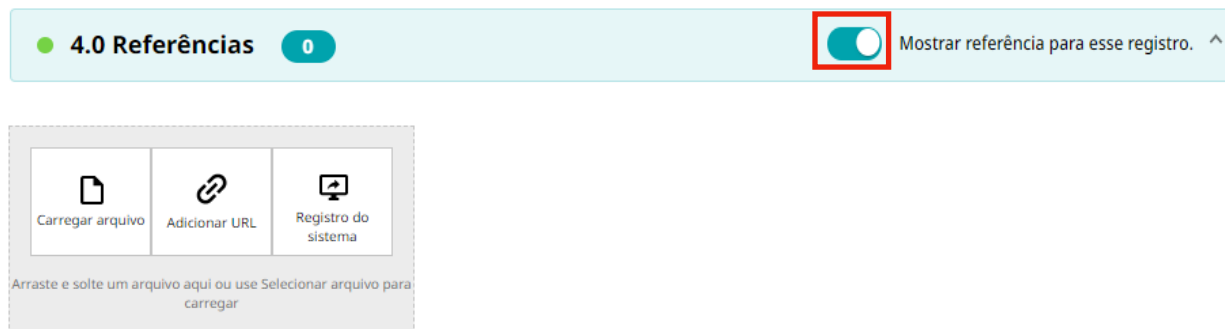 4.0 Referências 0 Mostrar referência para esse registro.
Carregar arquivo Adicionar URL Registro do
sistema
Arraste e solte um arquivo aqui ou use Selecionar arquivo para
carregar